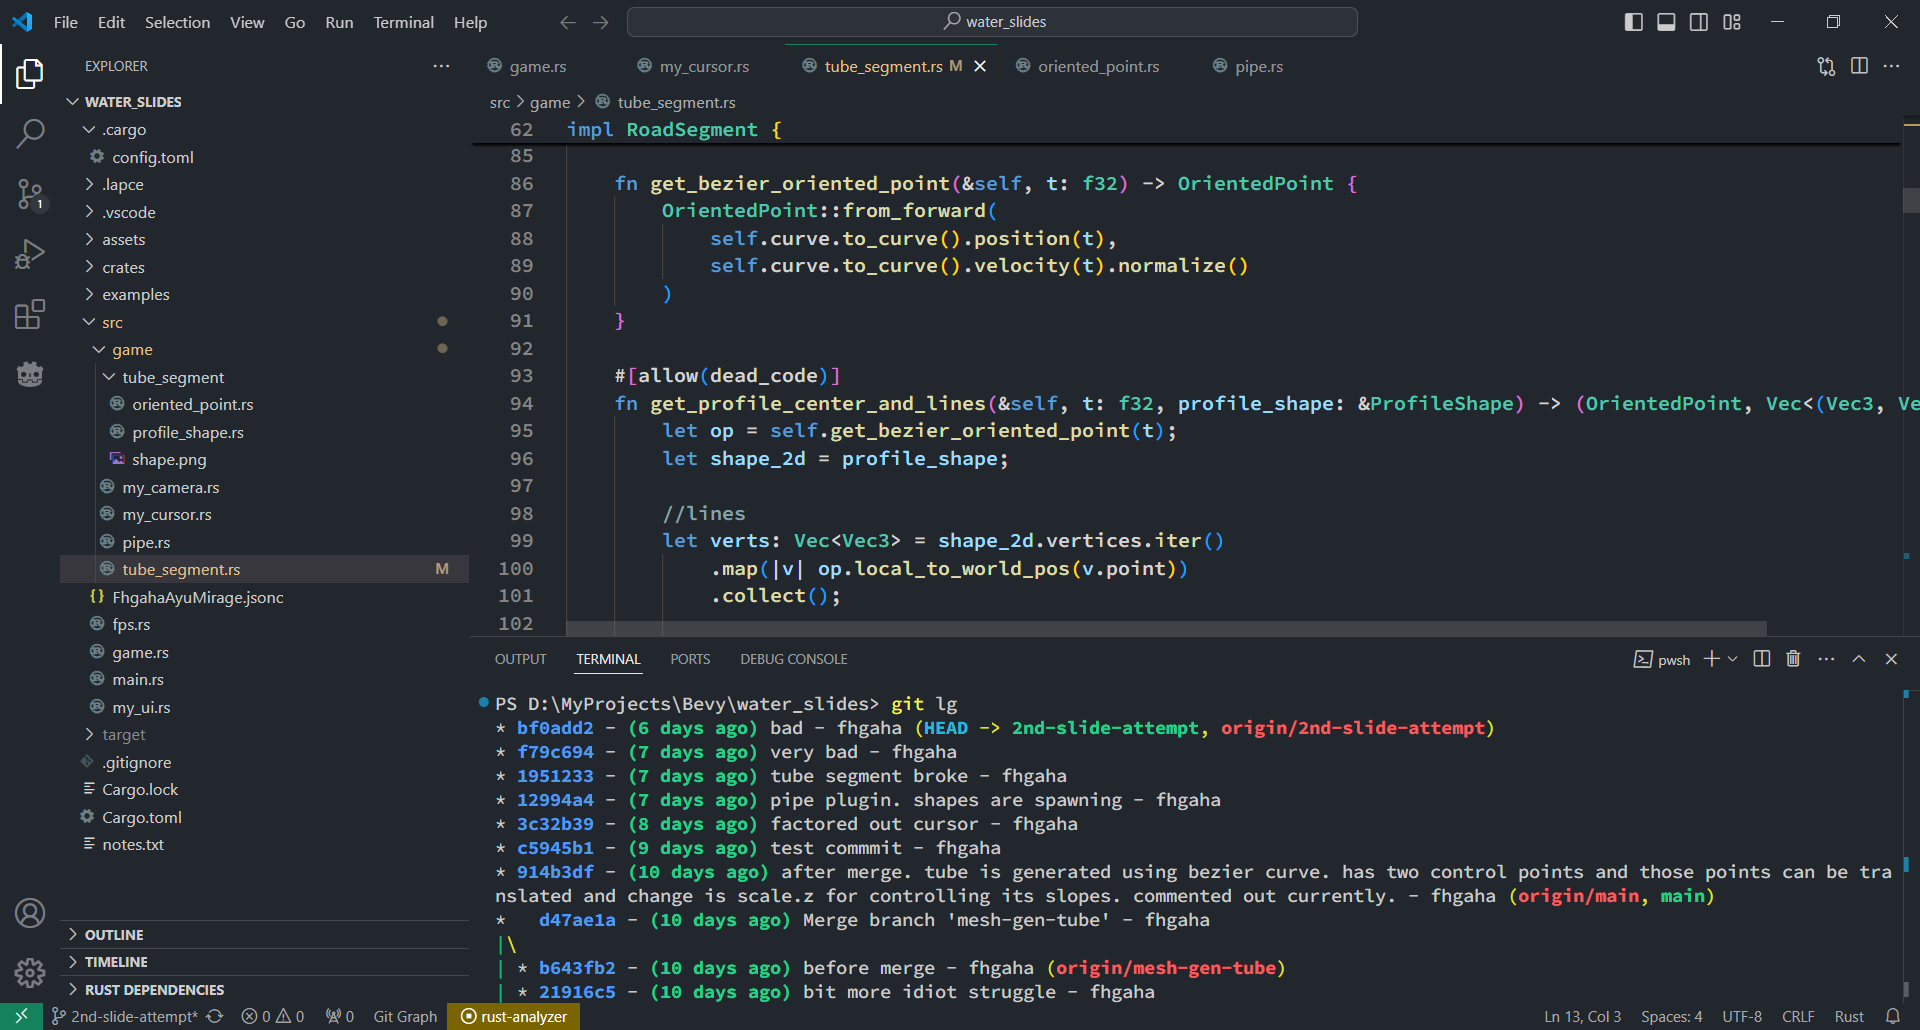 File Edit Selection View Go Run Terminal Help
water_slides
EXPLORER
WATER_SLIDES
.cargo
config.toml
.lapce
.vscode
assets
crates
examples
src
game
tube_segment
oriented_point.rs
profile_shape.rs
shape.png
my_camera.rs
my_cursor.rs
pipe.rs
tube_segment.rs M
FhgahaAyuMirage.jsonc
fps.rs
game.rs
main.rs
my_ui.rs
target
.gitignore
Cargo.lock
Cargo.toml
notes.txt
OUTLINE
TIMELINE
RUST DEPENDENCIES
1
game.rs my_cursor.rs tube_segment.rs M oriented_point.rs pipe.rs
src > game > tube_segment.rs
62 impl RoadSegment {
85
86 fn get_bezier_oriented_point(&self, t: f32) -> OrientedPoint {
87 OrientedPoint::from_forward(
88 self.curve.to_curve().position(t),
89 self.curve.to_curve().velocity(t).normalize()
90 )
91 }
92
93 #[allow(dead_code)]
94 fn get_profile_center_and_lines(&self, t: f32, profile_shape: &ProfileShape) -> (OrientedPoint, Vec<(Vec3, Ve
95 let op = self.get_bezier_oriented_point(t);
96 let shape_2d = profile_shape;
97
98 //lines
99 let verts: Vec<Vec3> = shape_2d.vertices.iter()
100 .map(|v| op.local_to_world_pos(v.point))
101 .collect();
102
OUTPUT TERMINAL PORTS DEBUG CONSOLE
pwsh
PS D:\MyProjects\Bevy\water_slides> git lg
* bf0add2 - (6 days ago) bad - fhgaha (HEAD -> 2nd-slide-attempt, origin/2nd-slide-attempt)
* f79c694 - (7 days ago) very bad - fhgaha
* 1951233 - (7 days ago) tube segment broke - fhgaha
* 12994a4 - (7 days ago) pipe plugin. shapes are spawning - fhgaha
* 3c32b39 - (8 days ago) factored out cursor - fhgaha
* c5945b1 - (9 days ago) test commmit - fhgaha
* 914b3df - (10 days ago) after merge. tube is generated using bezier curve. has two control points and those points can be tra
nslated and change is scale.z for controlling its slopes. commented out currently. - fhgaha (origin/main, main)
* d47ae1a - (10 days ago) Merge branch 'mesh-gen-tube' - fhgaha
|\
| * b643fb2 - (10 days ago) before merge - fhgaha (origin/mesh-gen-tube)
| * 21916c5 - (10 days ago) bit more idiot struggle - fhgaha
2nd-slide-attempt* 0 0 0 Git Graph rust-analyzer Ln 13, Col 3 Spaces: 4 UTF-8 CRLF Rust